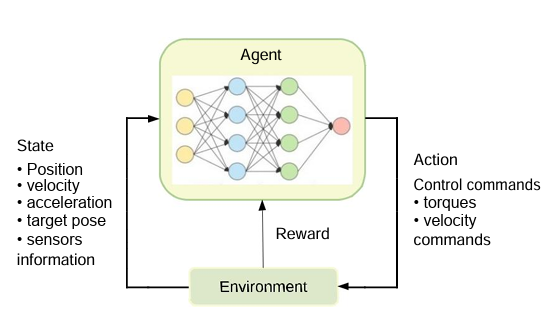 Agent
State
• Position
• velocity
• acceleration
• target pose
• sensors
information
Action
Control commands
• torques
• velocity
commands
Reward
Environment